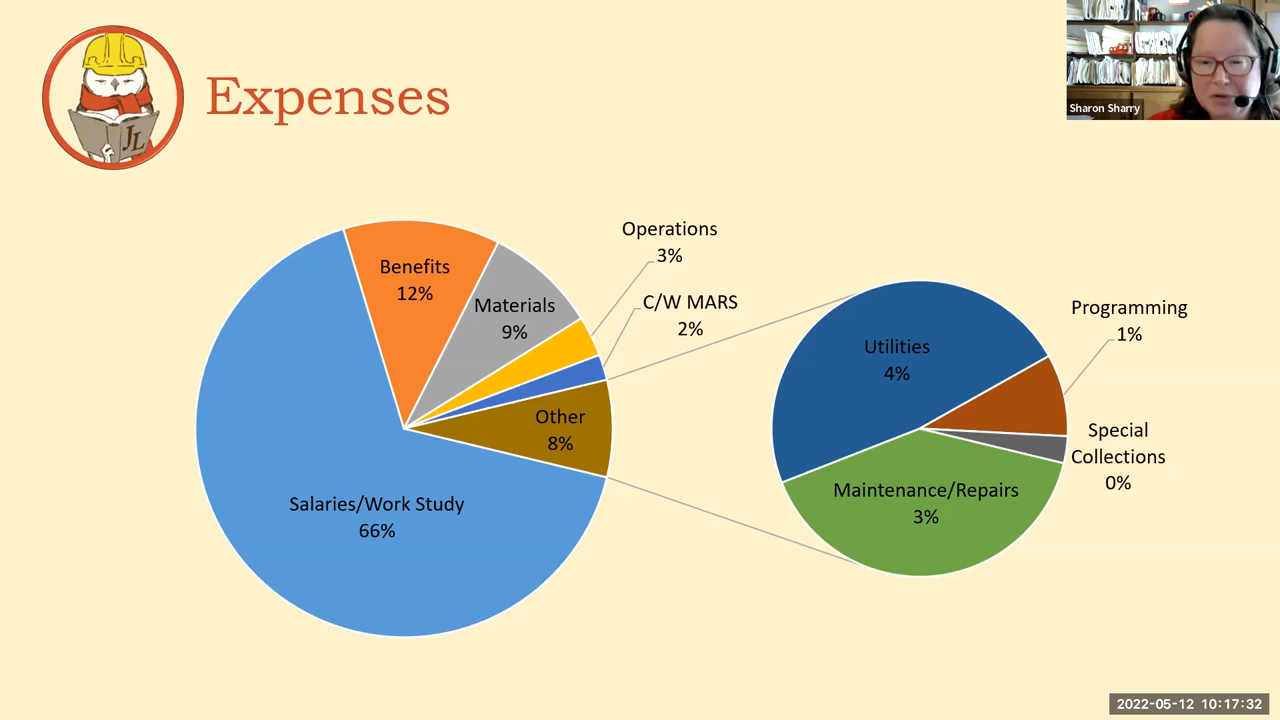 Expenses
Sharon Sharry
JL
Operations
3%
Benefits
12%
Materials
9%
C/W MARS
2%
Other
8%
Salaries/Work Study
66%
Utilities
4%
Programming
1%
Special
Collections
0%
Maintenance/Repairs
3%
2022-05-12 10:17:32